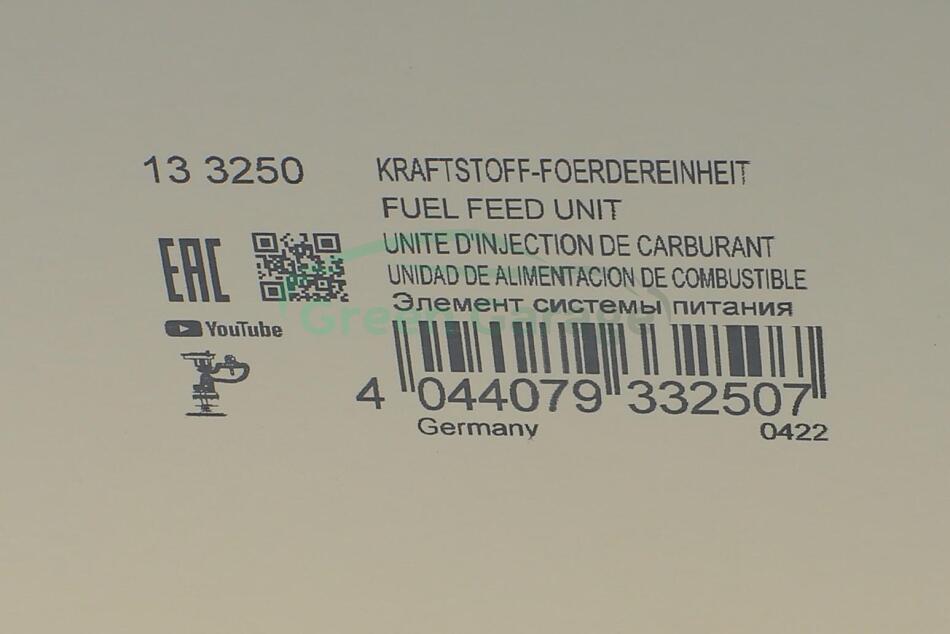 13 3250
KRAFTSTOFF-FOERDEREINHEIT
FUEL FEED UNIT
UNITE D'INJECTION DE CARBURANT
UNIDAD DE ALIMENTACION DE COMBUSTIBLE
Элемент системы питания
EAC
YouTube
Green Garage
4 044079 332507
Germany
0422